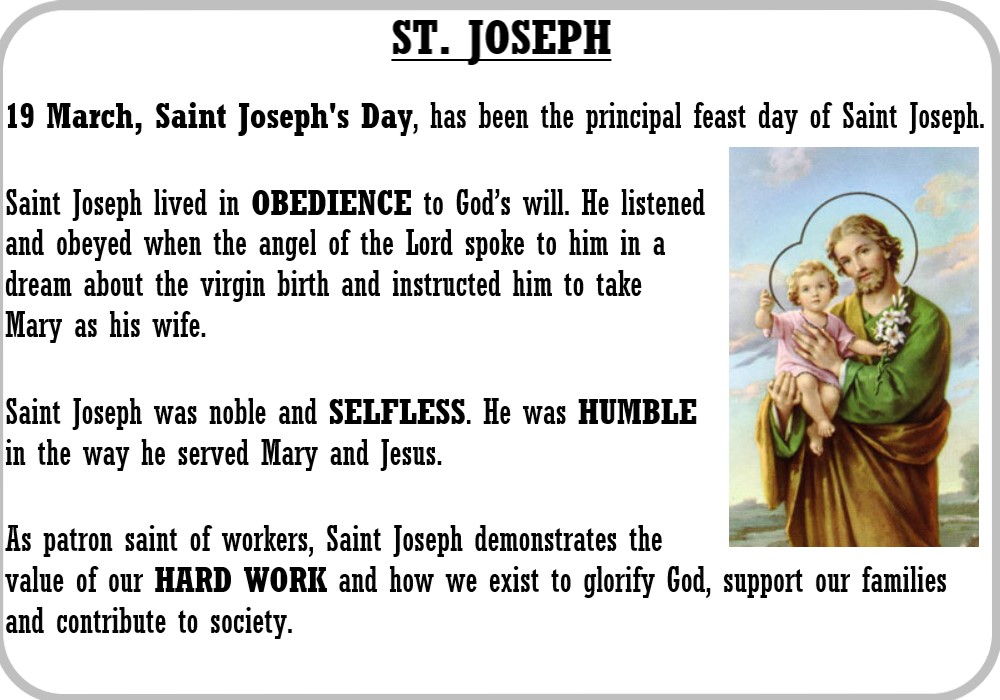 ST. JOSEPH
19 March, Saint Joseph's Day, has been the principal feast day of Saint Joseph.
Saint Joseph lived in OBEDIENCE to God’s will. He listened
and obeyed when the angel of the Lord spoke to him in a
dream about the virgin birth and instructed him to take
Mary as his wife.
Saint Joseph was noble and SELFLESS. He was HUMBLE
in the way he served Mary and Jesus.
As patron saint of workers, Saint Joseph demonstrates the
value of our HARD WORK and how we exist to glorify God, support our families
and contribute to society.